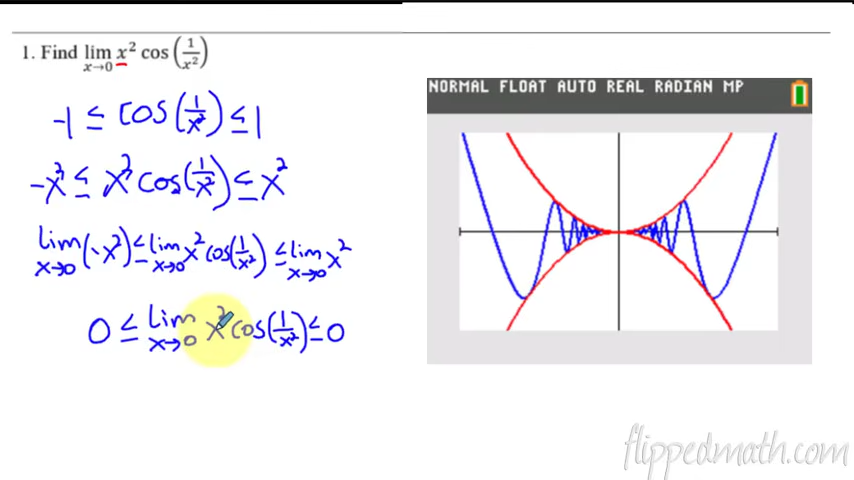 1. Find lim x→0 x² cos(1/x²)
-1 ≤ cos(1/x²) ≤ 1
-x² ≤ x² cos(1/x²) ≤ x²
lim x→0 (-x²) ≤ lim x→0 x² cos(1/x²) ≤ lim x→0 x²
0 ≤ lim x→0 x² cos(1/x²) ≤ 0
NORMAL FLOAT AUTO REAL RADIAN MP
flippedmath.com